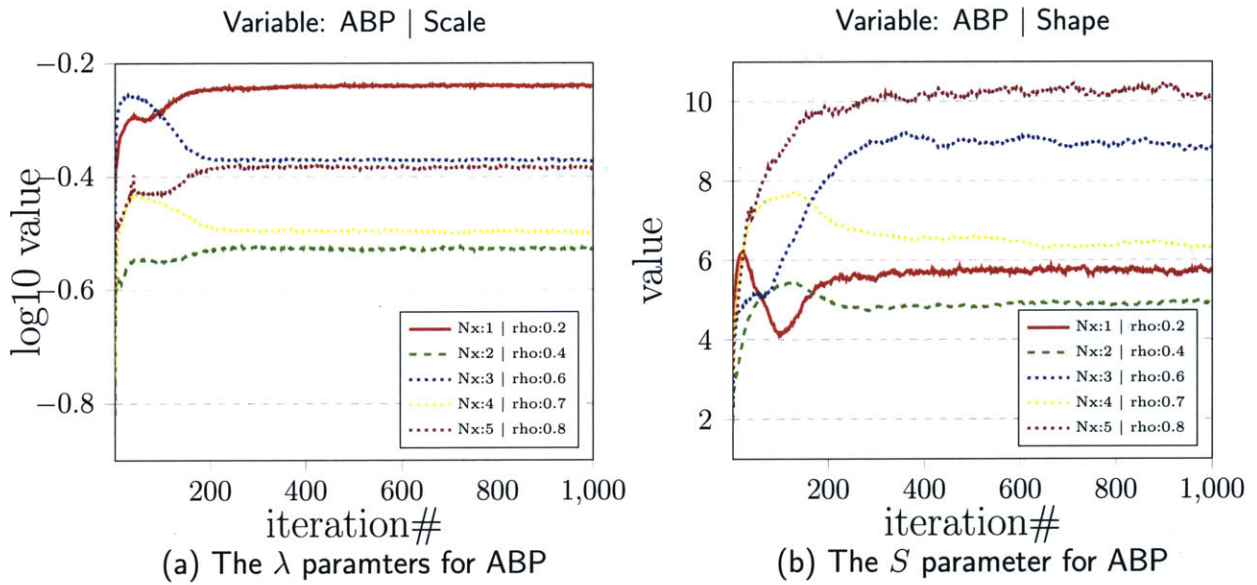 Variable: ABP | Scale
−0.2
−0.4
−0.6
−0.8
log10 value
Nx:1 | rho:0.2
Nx:2 | rho:0.4
Nx:3 | rho:0.6
Nx:4 | rho:0.7
Nx:5 | rho:0.8
200 400 600 800 1,000
iteration#
(a) The λ paramters for ABP
Variable: ABP | Shape
10
8
6
4
2
value
Nx:1 | rho:0.2
Nx:2 | rho:0.4
Nx:3 | rho:0.6
Nx:4 | rho:0.7
Nx:5 | rho:0.8
200 400 600 800 1,000
iteration#
(b) The S parameter for ABP